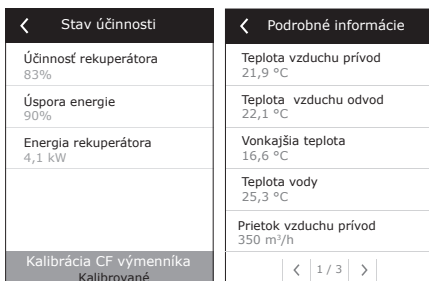 Stav účinnosti
Účinnosť rekuperátora
83%
Úspora energie
90%
Energia rekuperátora
4,1 kW
Kalibrácia CF výmenníka
Kalibrované
Podrobné informácie
Teplota vzduchu prívod
21,9 °C
Teplota vzduchu odvod
22,1 °C
Vonkajšia teplota
16,6 °C
Teplota vody
25,3 °C
Prietok vzduchu prívod
350 m³/h
1 / 3